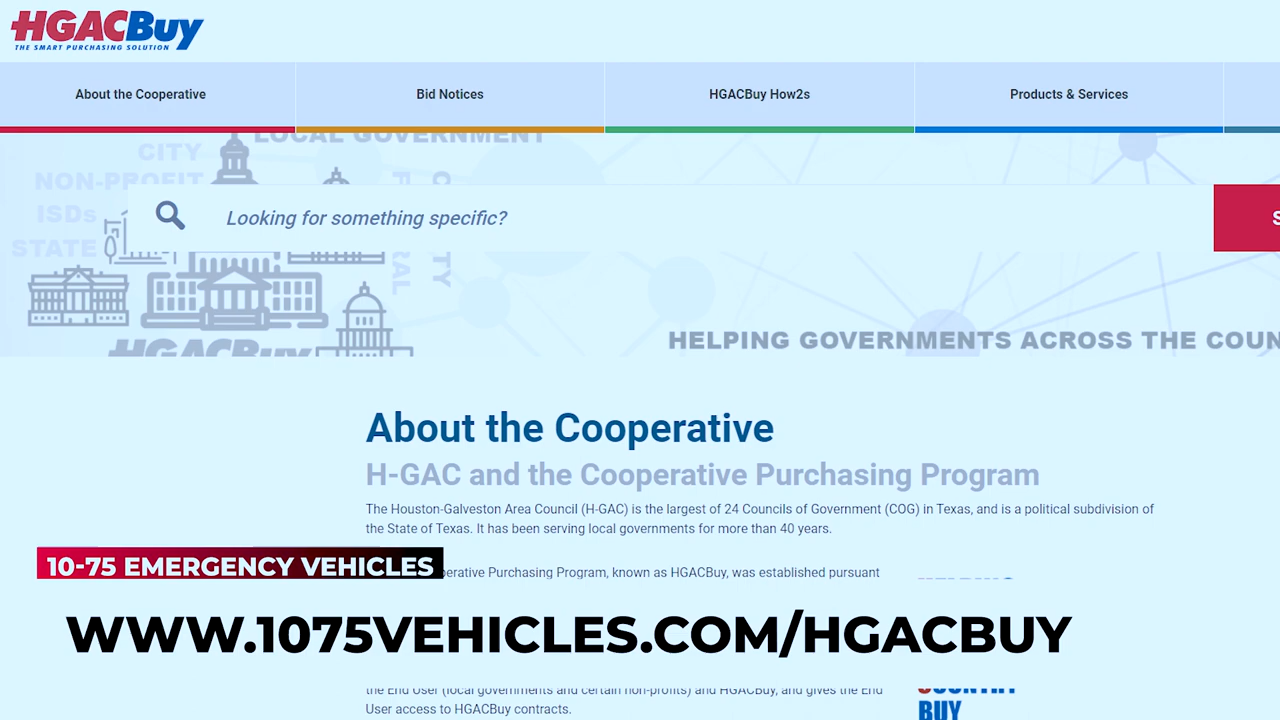 HGACBuy
THE SMART PURCHASING SOLUTION
About the Cooperative
Bid Notices
HGACBuy How2s
Products & Services
LOCAL GOVERNMENT
CITY
NON-PROFIT
ISDs
STATE
Looking for something specific?
HGACBuy
HELPING GOVERNMENTS ACROSS THE COUN
About the Cooperative
H-GAC and the Cooperative Purchasing Program
The Houston-Galveston Area Council (H-GAC) is the largest of 24 Councils of Government (COG) in Texas, and is a political subdivision of
the State of Texas. It has been serving local governments for more than 40 years.
10-75 EMERGENCY VEHICLES
perative Purchasing Program, known as HGACBuy, was established pursuant
WWW.1075VEHICLES.COM/HGACBUY
the End User (local governments and certain non-profits) and HGACBuy, and gives the End
User access to HGACBuy contracts.
COUNTRY
BUY